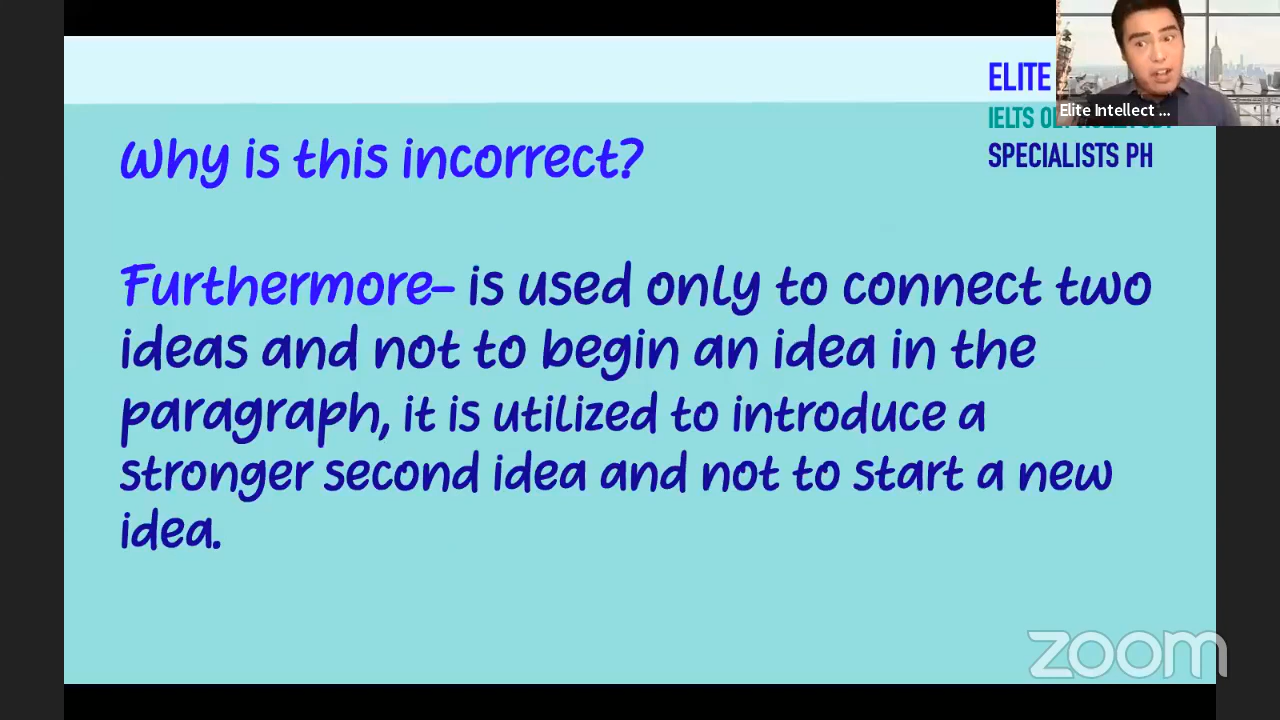 ELITE
Elite Intellect ...
IELTS
SPECIALISTS PH
Why is this incorrect?
Furthermore- is used only to connect two
ideas and not to begin an idea in the
paragraph, it is utilized to introduce a
stronger second idea and not to start a new
idea.
zoom